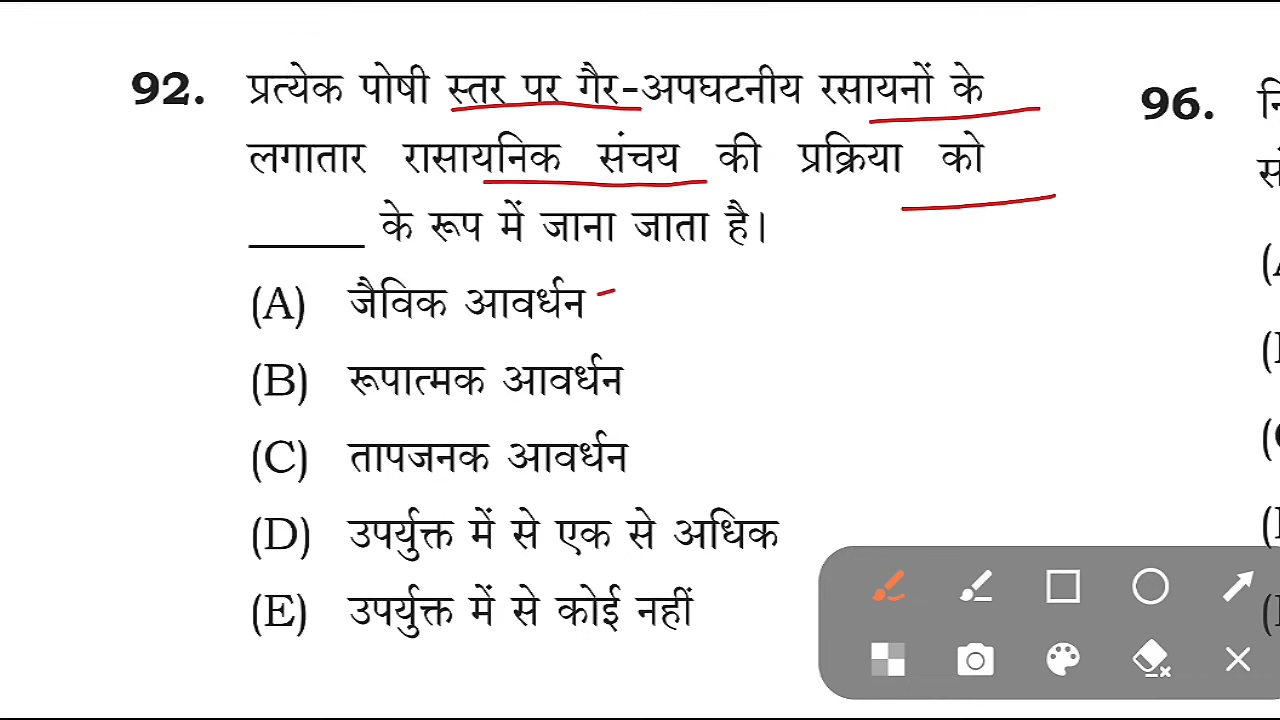 92. प्रत्येक पोषी स्तर पर गैर-अपघटनीय रसायनों के
लगातार रासायनिक संचय की प्रक्रिया को
______ के रूप में जाना जाता है।
(A) जैविक आवर्धन
(B) रूपात्मक आवर्धन
(C) तापजनक आवर्धन
(D) उपर्युक्त में से एक से अधिक
(E) उपर्युक्त में से कोई नहीं
96.